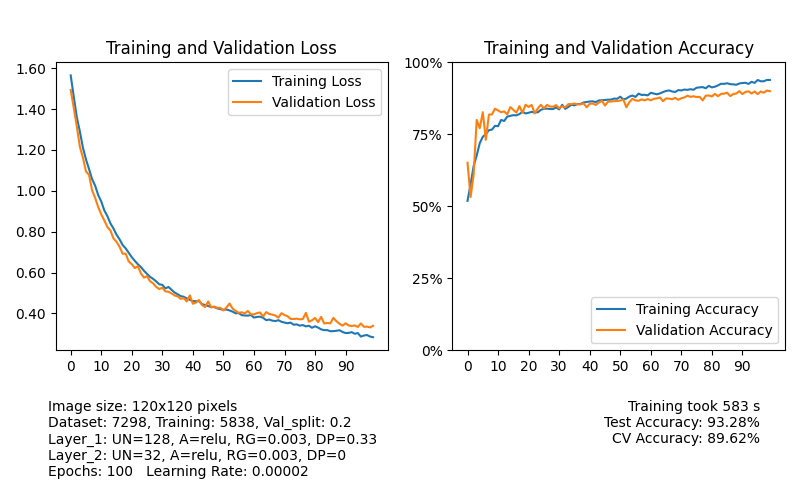 Training and Validation Loss
1.60
1.40
1.20
1.00
0.80
0.60
0.40
0 10 20 30 40 50 60 70 80 90
Training Loss
Validation Loss
Training and Validation Accuracy
100%
75%
50%
25%
0%
0 10 20 30 40 50 60 70 80 90
Training Accuracy
Validation Accuracy
Image size: 120x120 pixels
Dataset: 7298, Training: 5838, Val_split: 0.2
Layer_1: UN=128, A=relu, RG=0.003, DP=0.33
Layer_2: UN=32, A=relu, RG=0.003, DP=0
Epochs: 100   Learning Rate: 0.00002
Training took 583 s
Test Accuracy: 93.28%
CV Accuracy: 89.62%